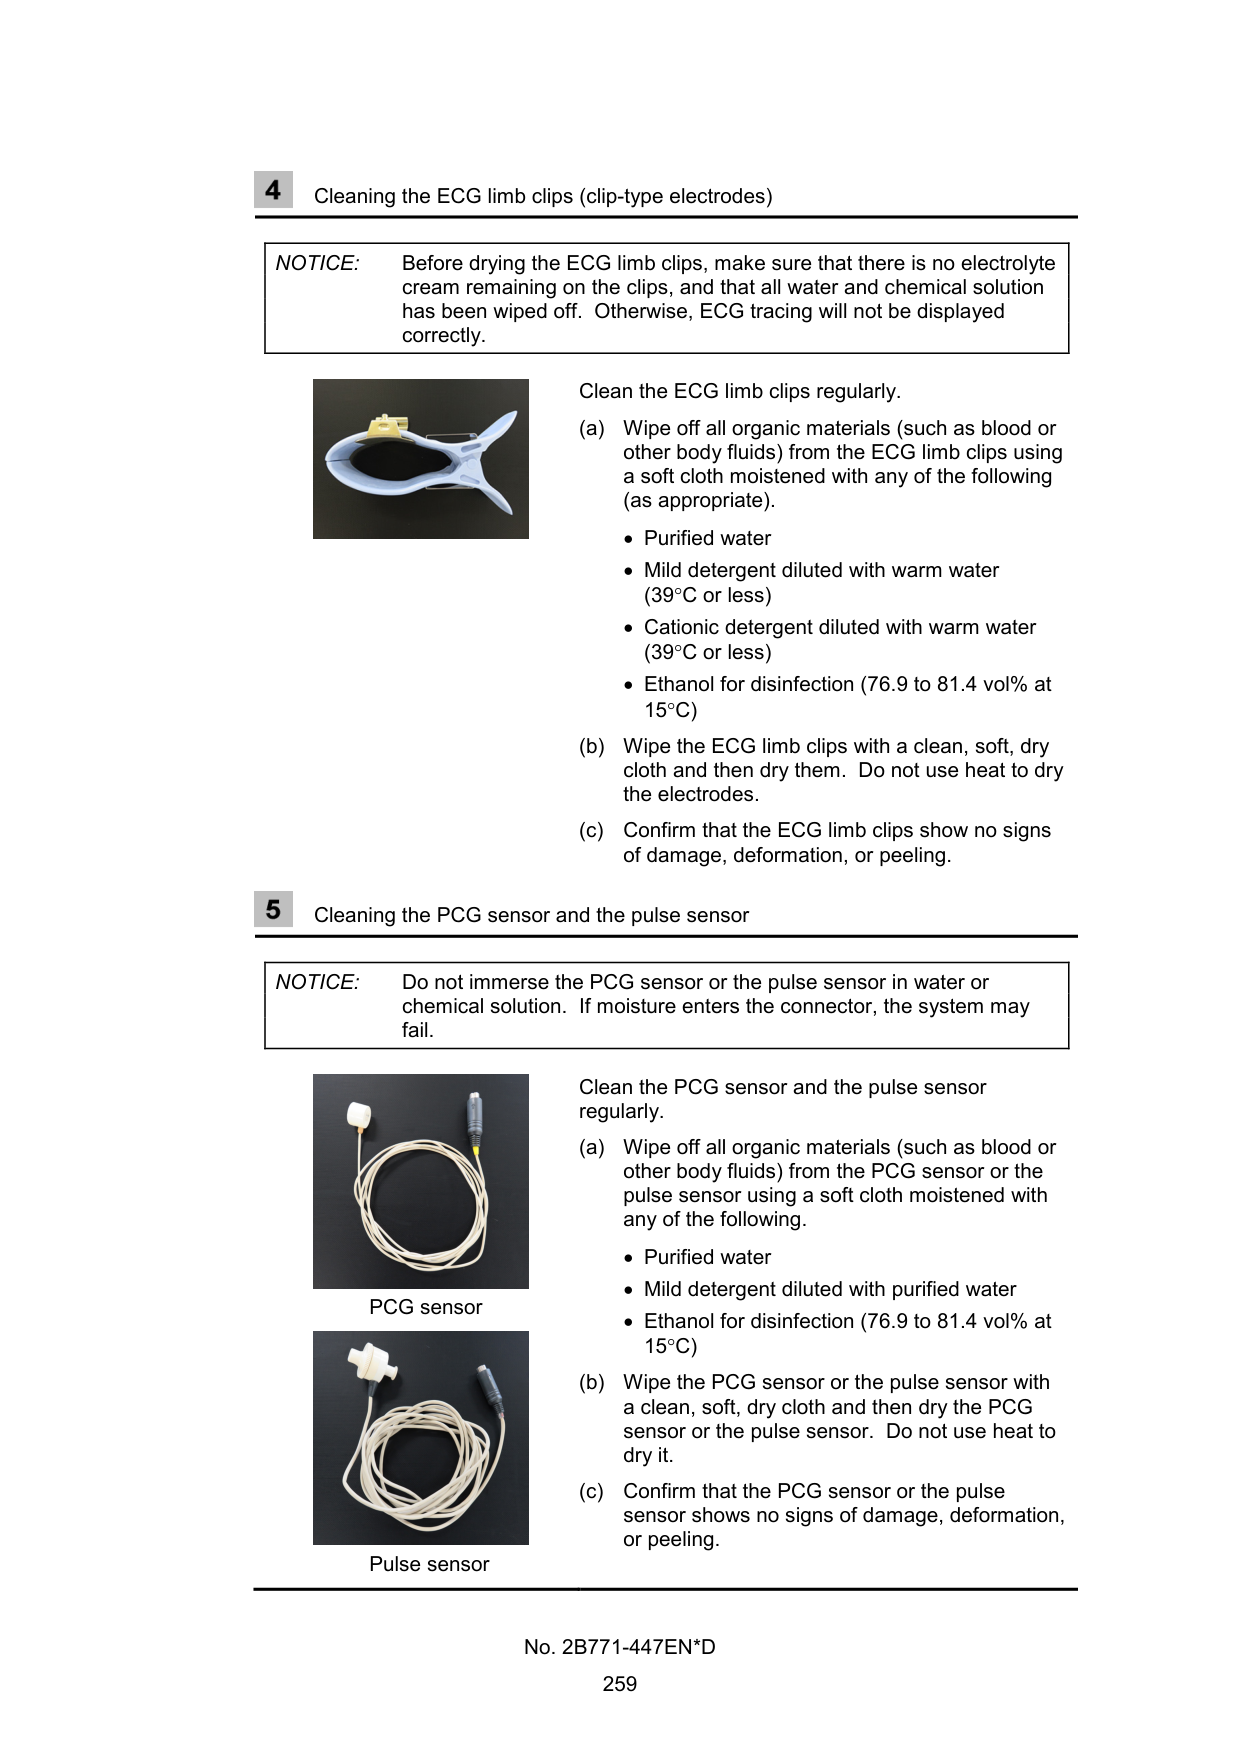 4 Cleaning the ECG limb clips (clip-type electrodes)
NOTICE: Before drying the ECG limb clips, make sure that there is no electrolyte
cream remaining on the clips, and that all water and chemical solution
has been wiped off.  Otherwise, ECG tracing will not be displayed
correctly.
Clean the ECG limb clips regularly.
(a) Wipe off all organic materials (such as blood or
other body fluids) from the ECG limb clips using
a soft cloth moistened with any of the following
(as appropriate).
• Purified water
• Mild detergent diluted with warm water
(39°C or less)
• Cationic detergent diluted with warm water
(39°C or less)
• Ethanol for disinfection (76.9 to 81.4 vol% at
15°C)
(b) Wipe the ECG limb clips with a clean, soft, dry
cloth and then dry them.  Do not use heat to dry
the electrodes.
(c) Confirm that the ECG limb clips show no signs
of damage, deformation, or peeling.
5 Cleaning the PCG sensor and the pulse sensor
NOTICE: Do not immerse the PCG sensor or the pulse sensor in water or
chemical solution.  If moisture enters the connector, the system may
fail.
PCG sensor
Pulse sensor
Clean the PCG sensor and the pulse sensor
regularly.
(a) Wipe off all organic materials (such as blood or
other body fluids) from the PCG sensor or the
pulse sensor using a soft cloth moistened with
any of the following.
• Purified water
• Mild detergent diluted with purified water
• Ethanol for disinfection (76.9 to 81.4 vol% at
15°C)
(b) Wipe the PCG sensor or the pulse sensor with
a clean, soft, dry cloth and then dry the PCG
sensor or the pulse sensor.  Do not use heat to
dry it.
(c) Confirm that the PCG sensor or the pulse
sensor shows no signs of damage, deformation,
or peeling.
No. 2B771-447EN*D
259